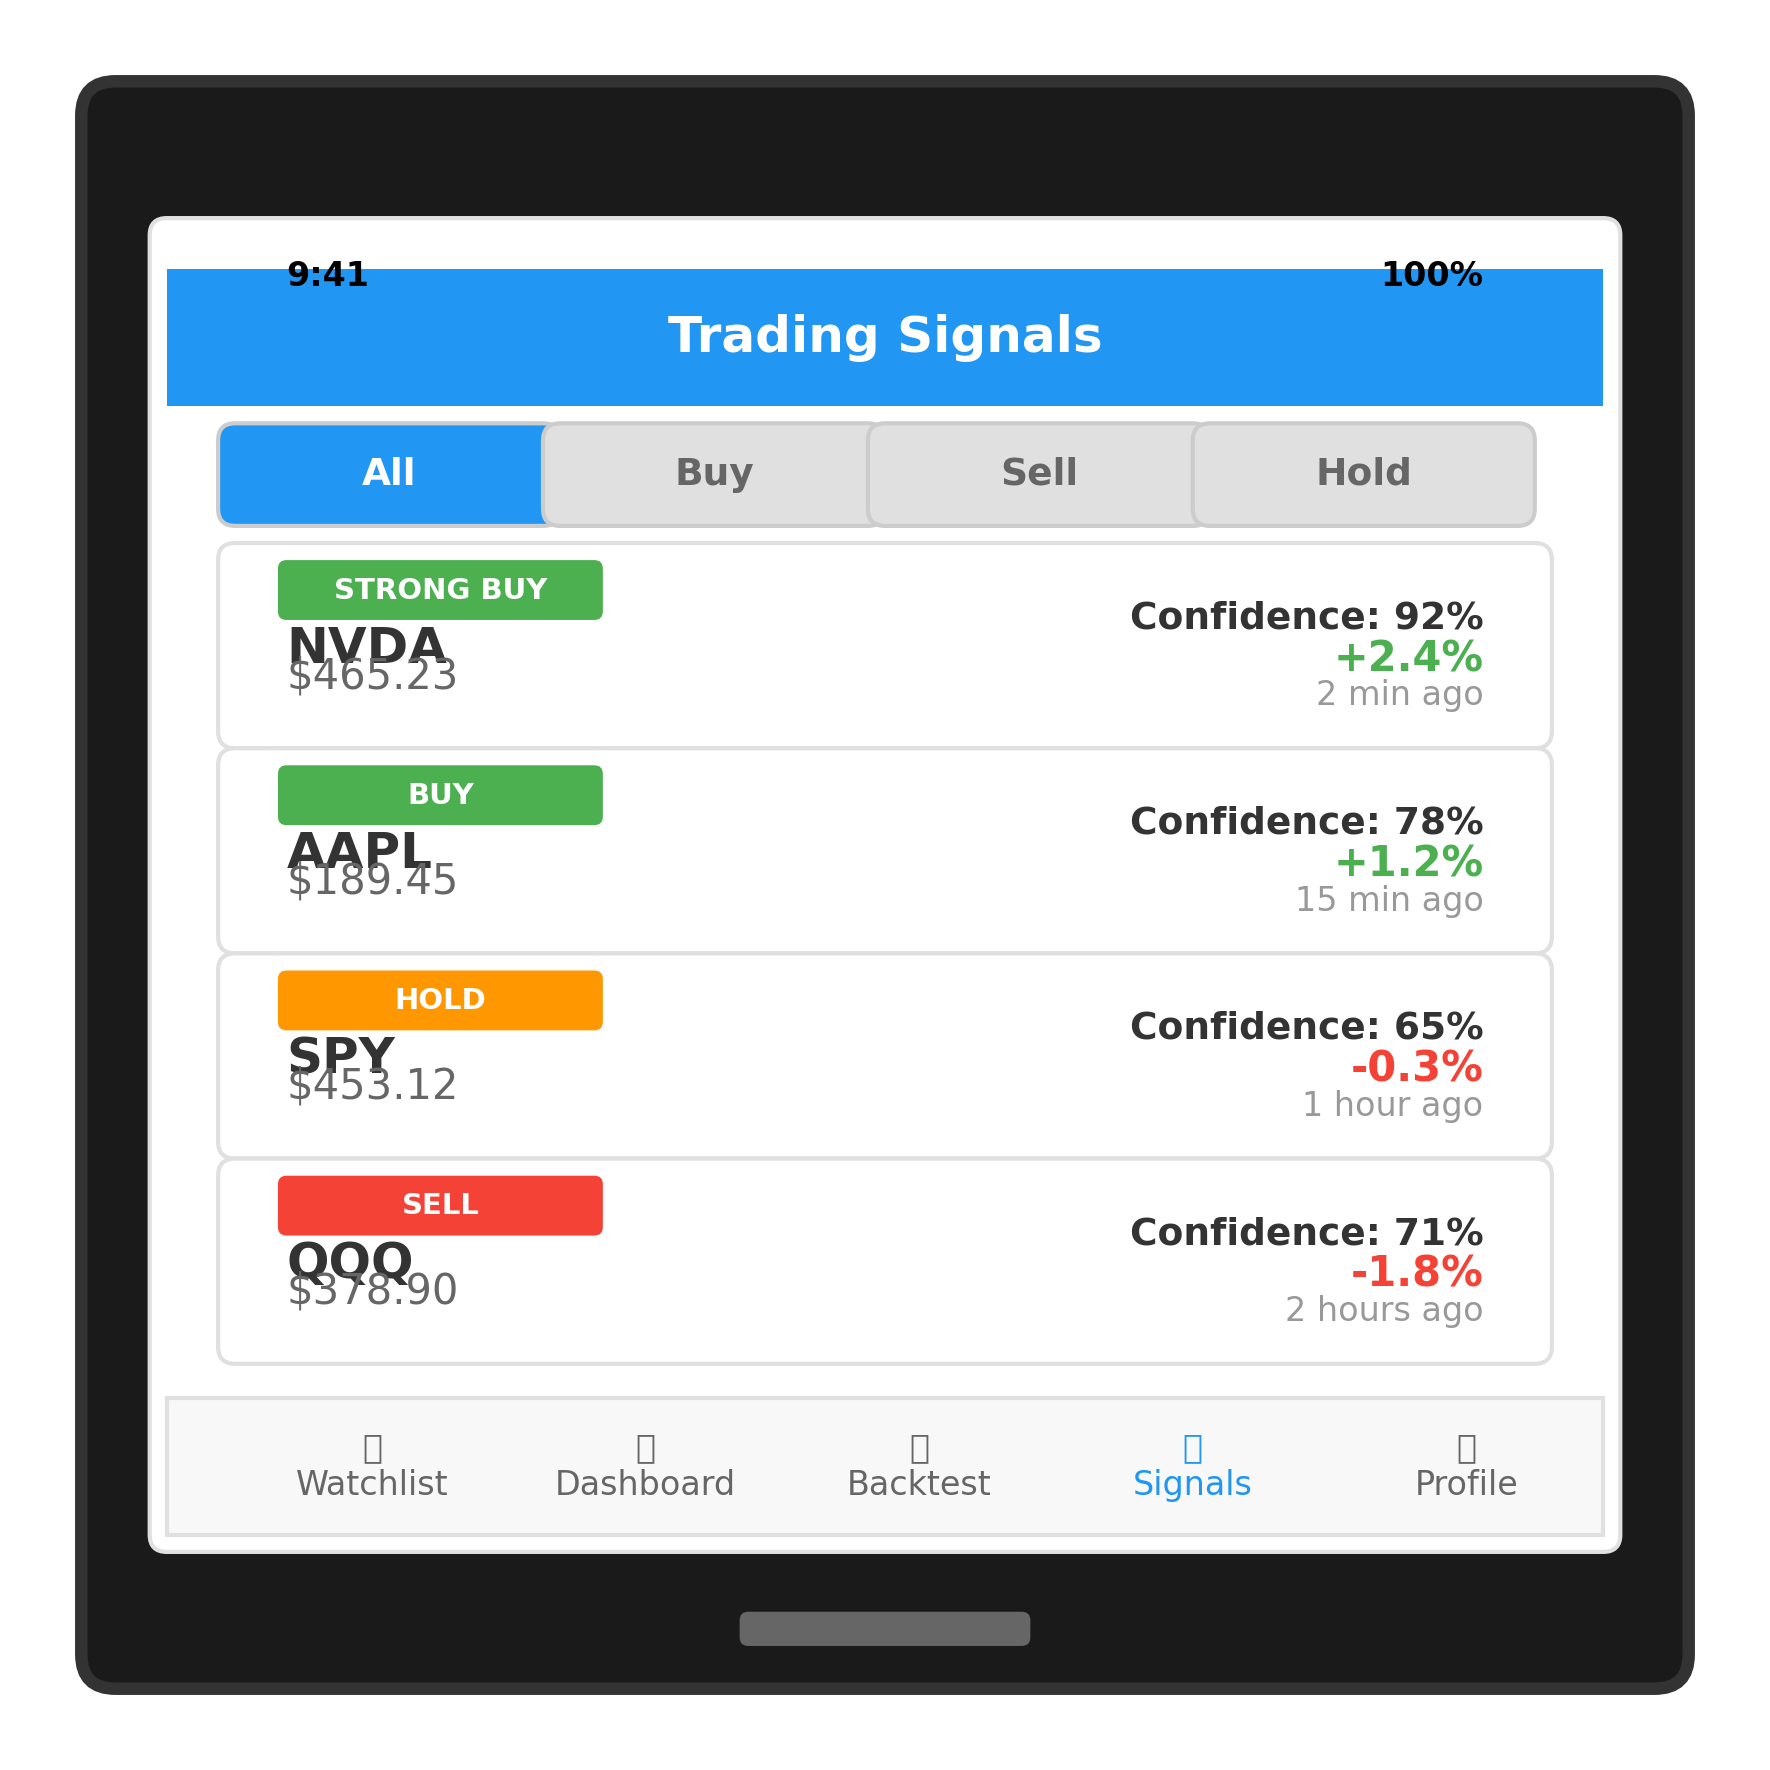 9:41 100%
Trading Signals
All Buy Sell Hold
STRONG BUY
NVDA
$465.23
Confidence: 92%
+2.4%
2 min ago
BUY
AAPL
$189.45
Confidence: 78%
+1.2%
15 min ago
HOLD
SPY
$453.12
Confidence: 65%
-0.3%
1 hour ago
SELL
QQQ
$378.90
Confidence: 71%
-1.8%
2 hours ago
Watchlist Dashboard Backtest Signals Profile